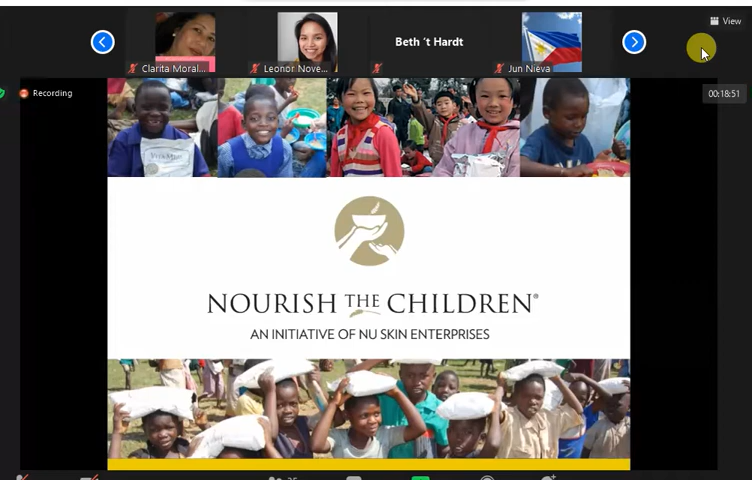 View
Beth 't Hardt
Clarita Moral...
Leonor Nove...
Jun Nieva
Recording
00:18:51
NOURISH THE CHILDREN®
AN INITIATIVE OF NU SKIN ENTERPRISES